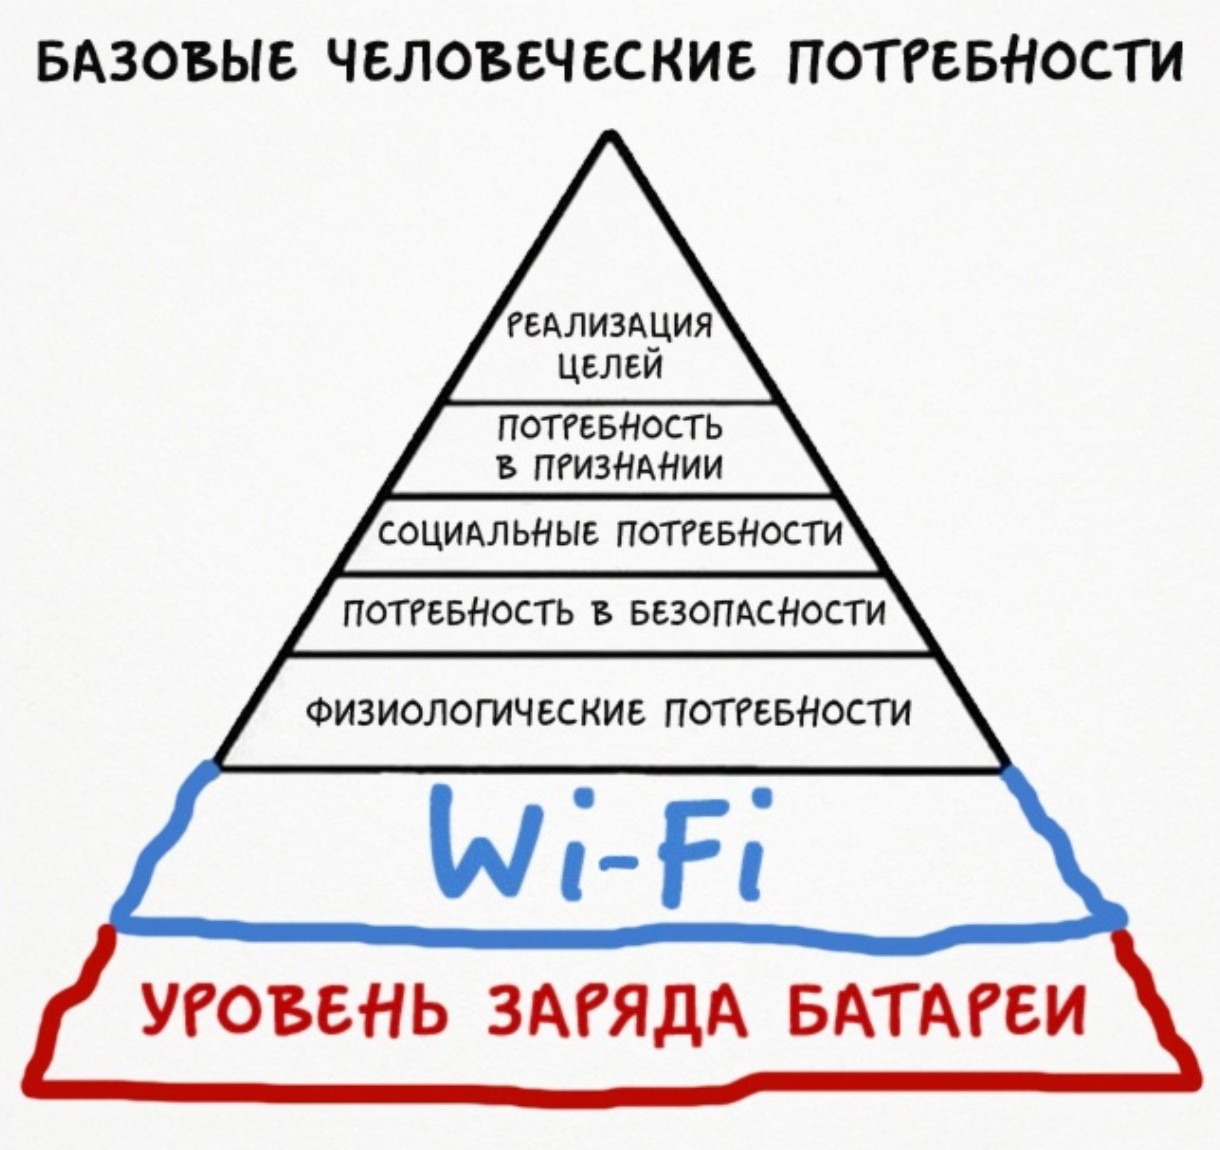 БАЗОВЫЕ ЧЕЛОВЕЧЕСКИЕ ПОТРЕБНОСТИ
РЕАЛИЗАЦИЯ
ЦЕЛЕЙ
ПОТРЕБНОСТЬ
В ПРИЗНАНИИ
СОЦИАЛЬНЫЕ ПОТРЕБНОСТИ
ПОТРЕБНОСТЬ В БЕЗОПАСНОСТИ
ФИЗИОЛОГИЧЕСКИЕ ПОТРЕБНОСТИ
Wi-Fi
УРОВЕНЬ ЗАРЯДА БАТАРЕИ